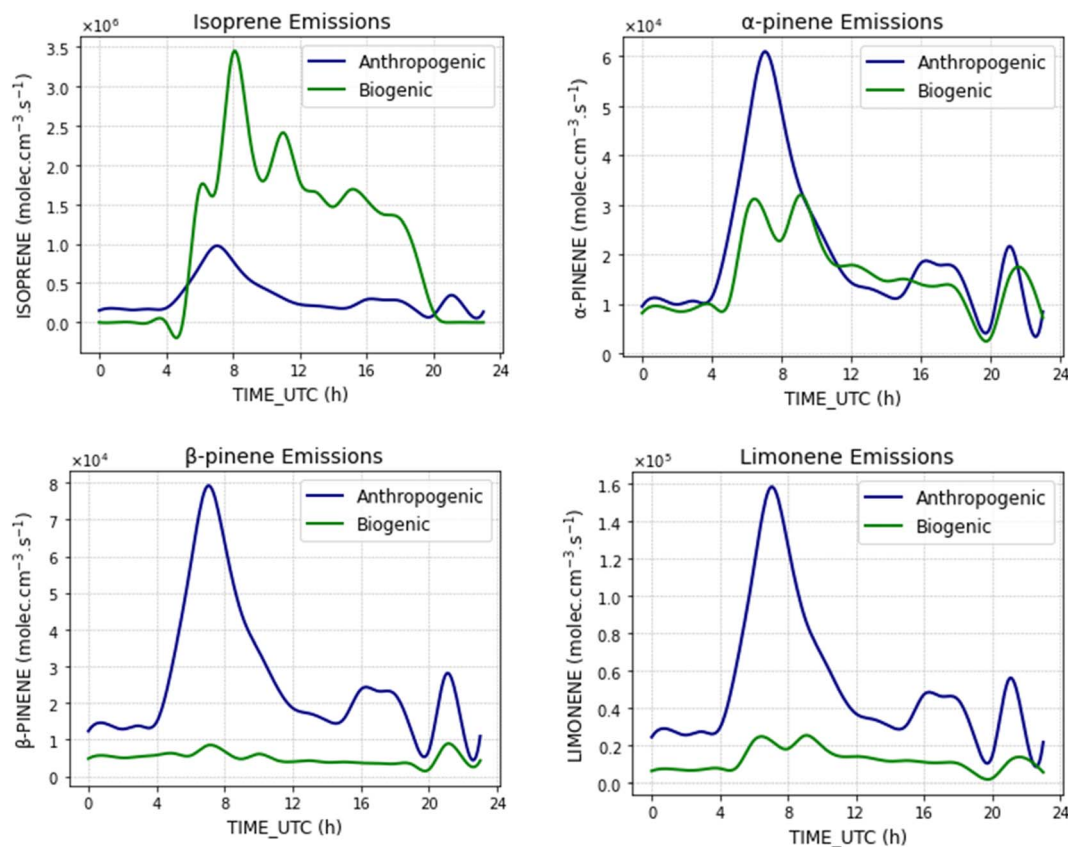 Isoprene Emissions
×10⁶
3.5
3.0
2.5
2.0
1.5
1.0
0.5
0.0
ISOPRENE (molec.cm⁻³.s⁻¹)
Anthropogenic
Biogenic
0 4 8 12 16 20 24
TIME_UTC (h)
α-pinene Emissions
×10⁴
6
5
4
3
2
1
0
α-PINENE (molec.cm⁻³.s⁻¹)
Anthropogenic
Biogenic
0 4 8 12 16 20 24
TIME_UTC (h)
β-pinene Emissions
×10⁴
8
7
6
5
4
3
2
1
0
β-PINENE (molec.cm⁻³.s⁻¹)
Anthropogenic
Biogenic
0 4 8 12 16 20 24
TIME_UTC (h)
Limonene Emissions
×10⁵
1.6
1.4
1.2
1.0
0.8
0.6
0.4
0.2
0.0
LIMONENE (molec.cm⁻³.s⁻¹)
Anthropogenic
Biogenic
0 4 8 12 16 20 24
TIME_UTC (h)